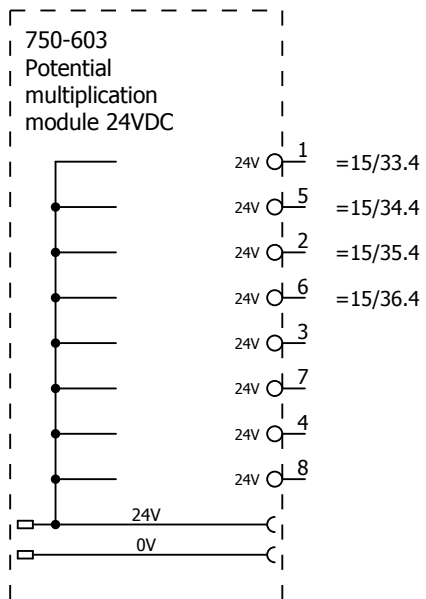 750-603
Potential
multiplication
module 24VDC
24V 1 =15/33.4
24V 5 =15/34.4
24V 2 =15/35.4
24V 6 =15/36.4
24V 3
24V 7
24V 4
24V 8
24V
0V